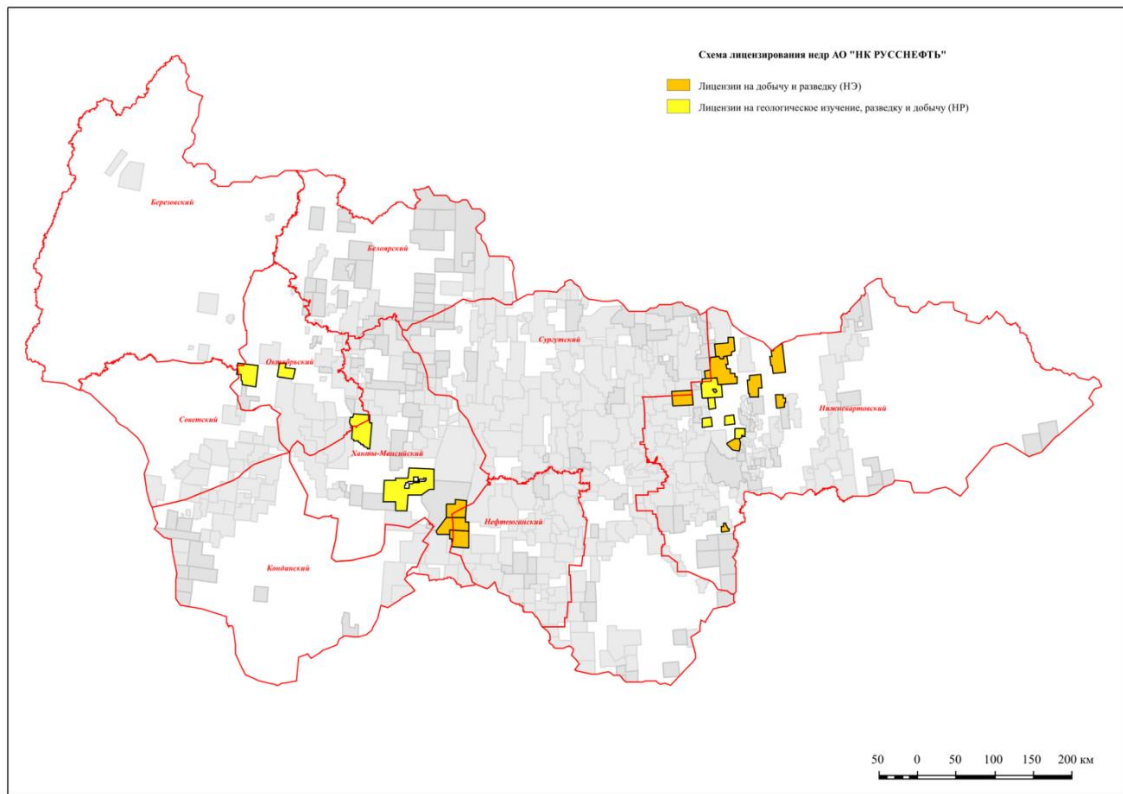 Схема лицензирования недр АО "НК РУССНЕФТЬ"
Лицензии на добычу и разведку (НЭ)
Лицензии на геологическое изучение, разведку и добычу (НР)
Березовский
Белоярский
Сургутский
Октябрьский
Советский
Нижневартовский
Ханты-Мансийский
Нефтеюганский
Кондинский
50 0 50 100 150 200 км